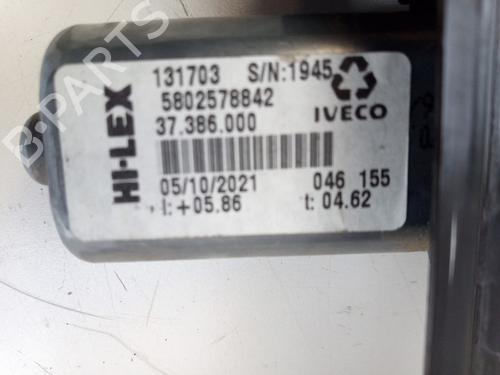 HI-LEX
131703 S/N:1945
5802578842
37.386.000
IVECO
05/10/2021 046 155
I:+05.86 t:04.62
B-PARTS